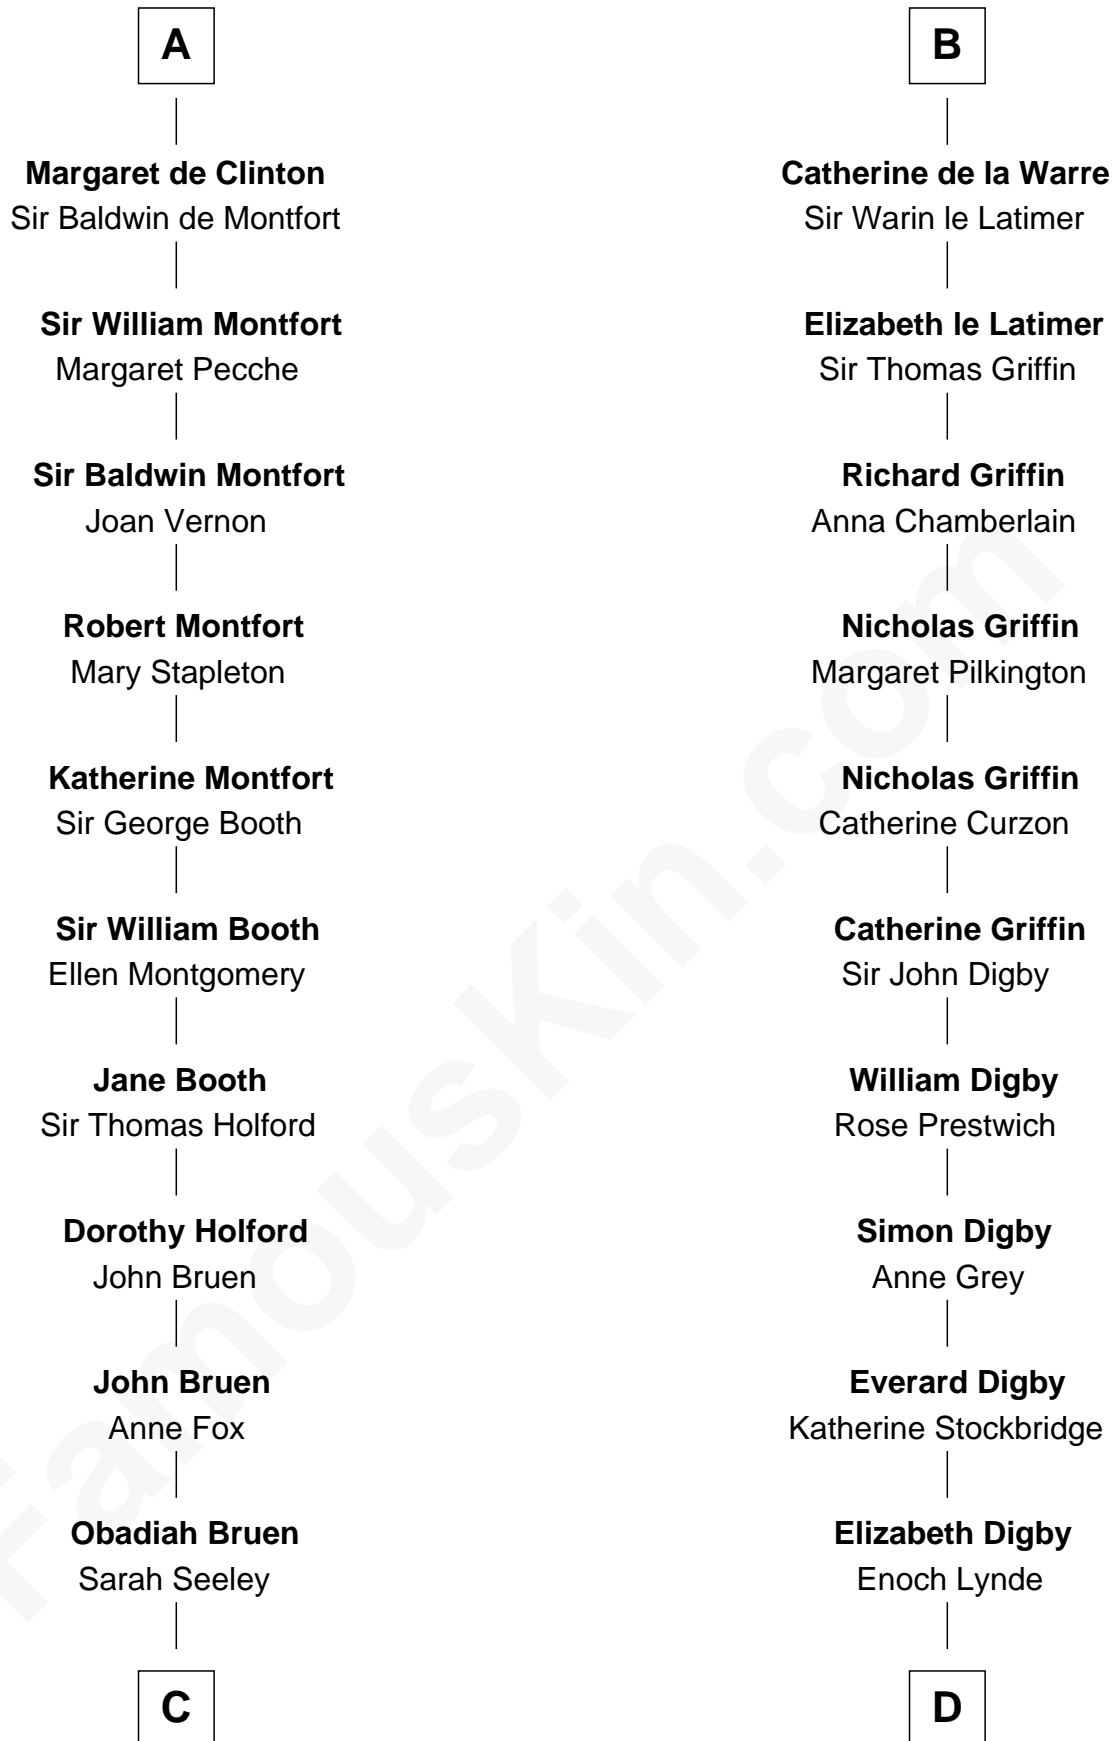 A
Margaret de Clinton
Sir Baldwin de Montfort
Sir William Montfort
Margaret Pecche
Sir Baldwin Montfort
Joan Vernon
Robert Montfort
Mary Stapleton
Katherine Montfort
Sir George Booth
Sir William Booth
Ellen Montgomery
Jane Booth
Sir Thomas Holford
Dorothy Holford
John Bruen
John Bruen
Anne Fox
Obadiah Bruen
Sarah Seeley
C
B
Catherine de la Warre
Sir Warin le Latimer
Elizabeth le Latimer
Sir Thomas Griffin
Richard Griffin
Anna Chamberlain
Nicholas Griffin
Margaret Pilkington
Nicholas Griffin
Catherine Curzon
Catherine Griffin
Sir John Digby
William Digby
Rose Prestwich
Simon Digby
Anne Grey
Everard Digby
Katherine Stockbridge
Elizabeth Digby
Enoch Lynde
D
FamousKin.com